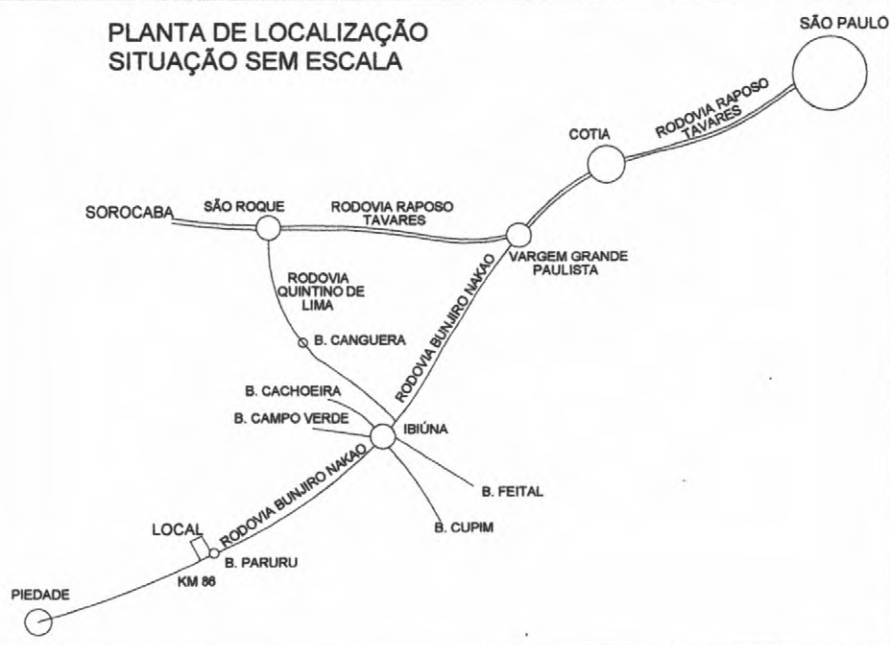 PLANTA DE LOCALIZAÇÃO
SITUAÇÃO SEM ESCALA
SÃO PAULO
RODOVIA RAPOSO
TAVARES
COTIA
SÃO ROQUE
RODOVIA RAPOSO
TAVARES
SOROCABA
VARGEM GRANDE
PAULISTA
RODOVIA
QUINTINO DE
LIMA
RODOVIA BUNJIRO NAKAO
B. CANGUERA
B. CACHOEIRA
B. CAMPO VERDE
IBIÚNA
RODOVIA BUNJIRO NAKAO
B. FEITAL
B. CUPIM
LOCAL
B. PARURU
KM 86
PIEDADE